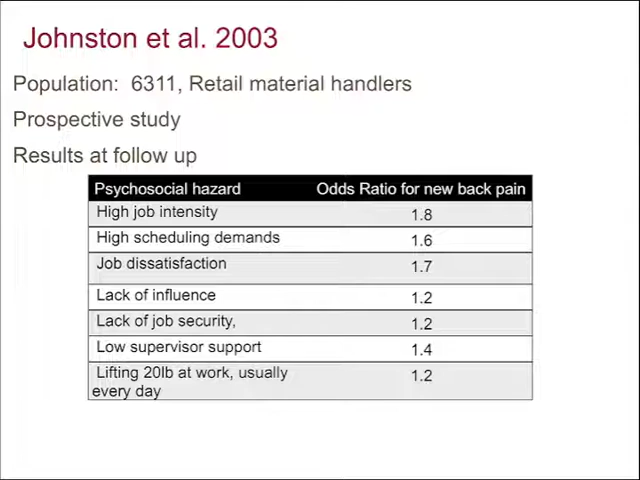 Johnston et al. 2003
Population: 6311, Retail material handlers
Prospective study
Results at follow up
Psychosocial hazard Odds Ratio for new back pain
High job intensity 1.8
High scheduling demands 1.6
Job dissatisfaction 1.7
Lack of influence 1.2
Lack of job security, 1.2
Low supervisor support 1.4
Lifting 20lb at work, usually 1.2
every day